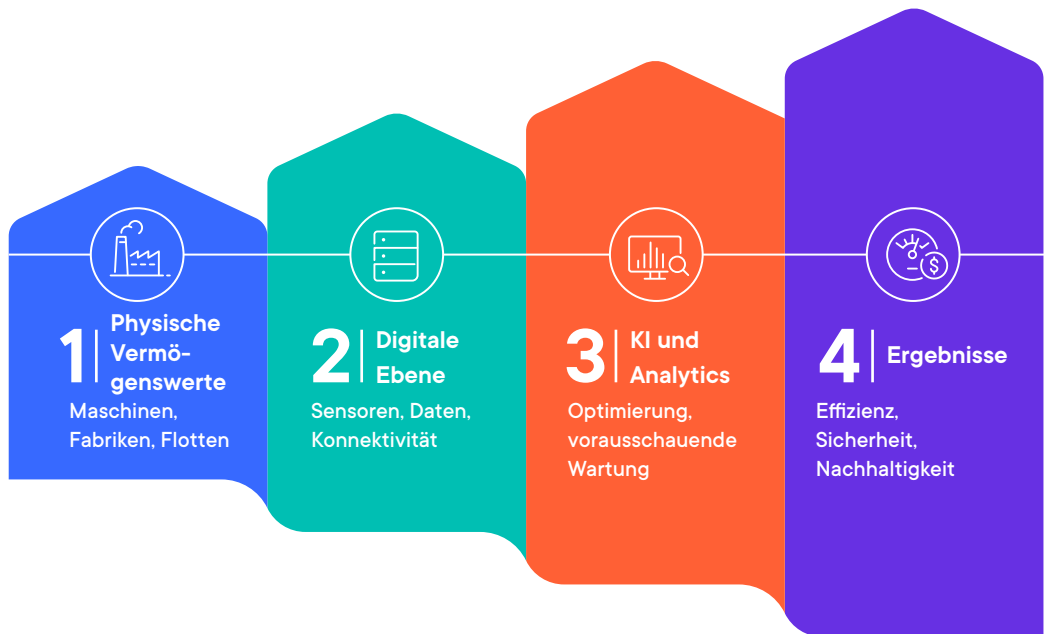 1
Physische
Vermö-
genswerte
Maschinen,
Fabriken, Flotten
2
Digitale
Ebene
Sensoren, Daten,
Konnektivität
3
KI und
Analytics
Optimierung,
vorausschauende
Wartung
4
Ergebnisse
Effizienz,
Sicherheit,
Nachhaltigkeit
$